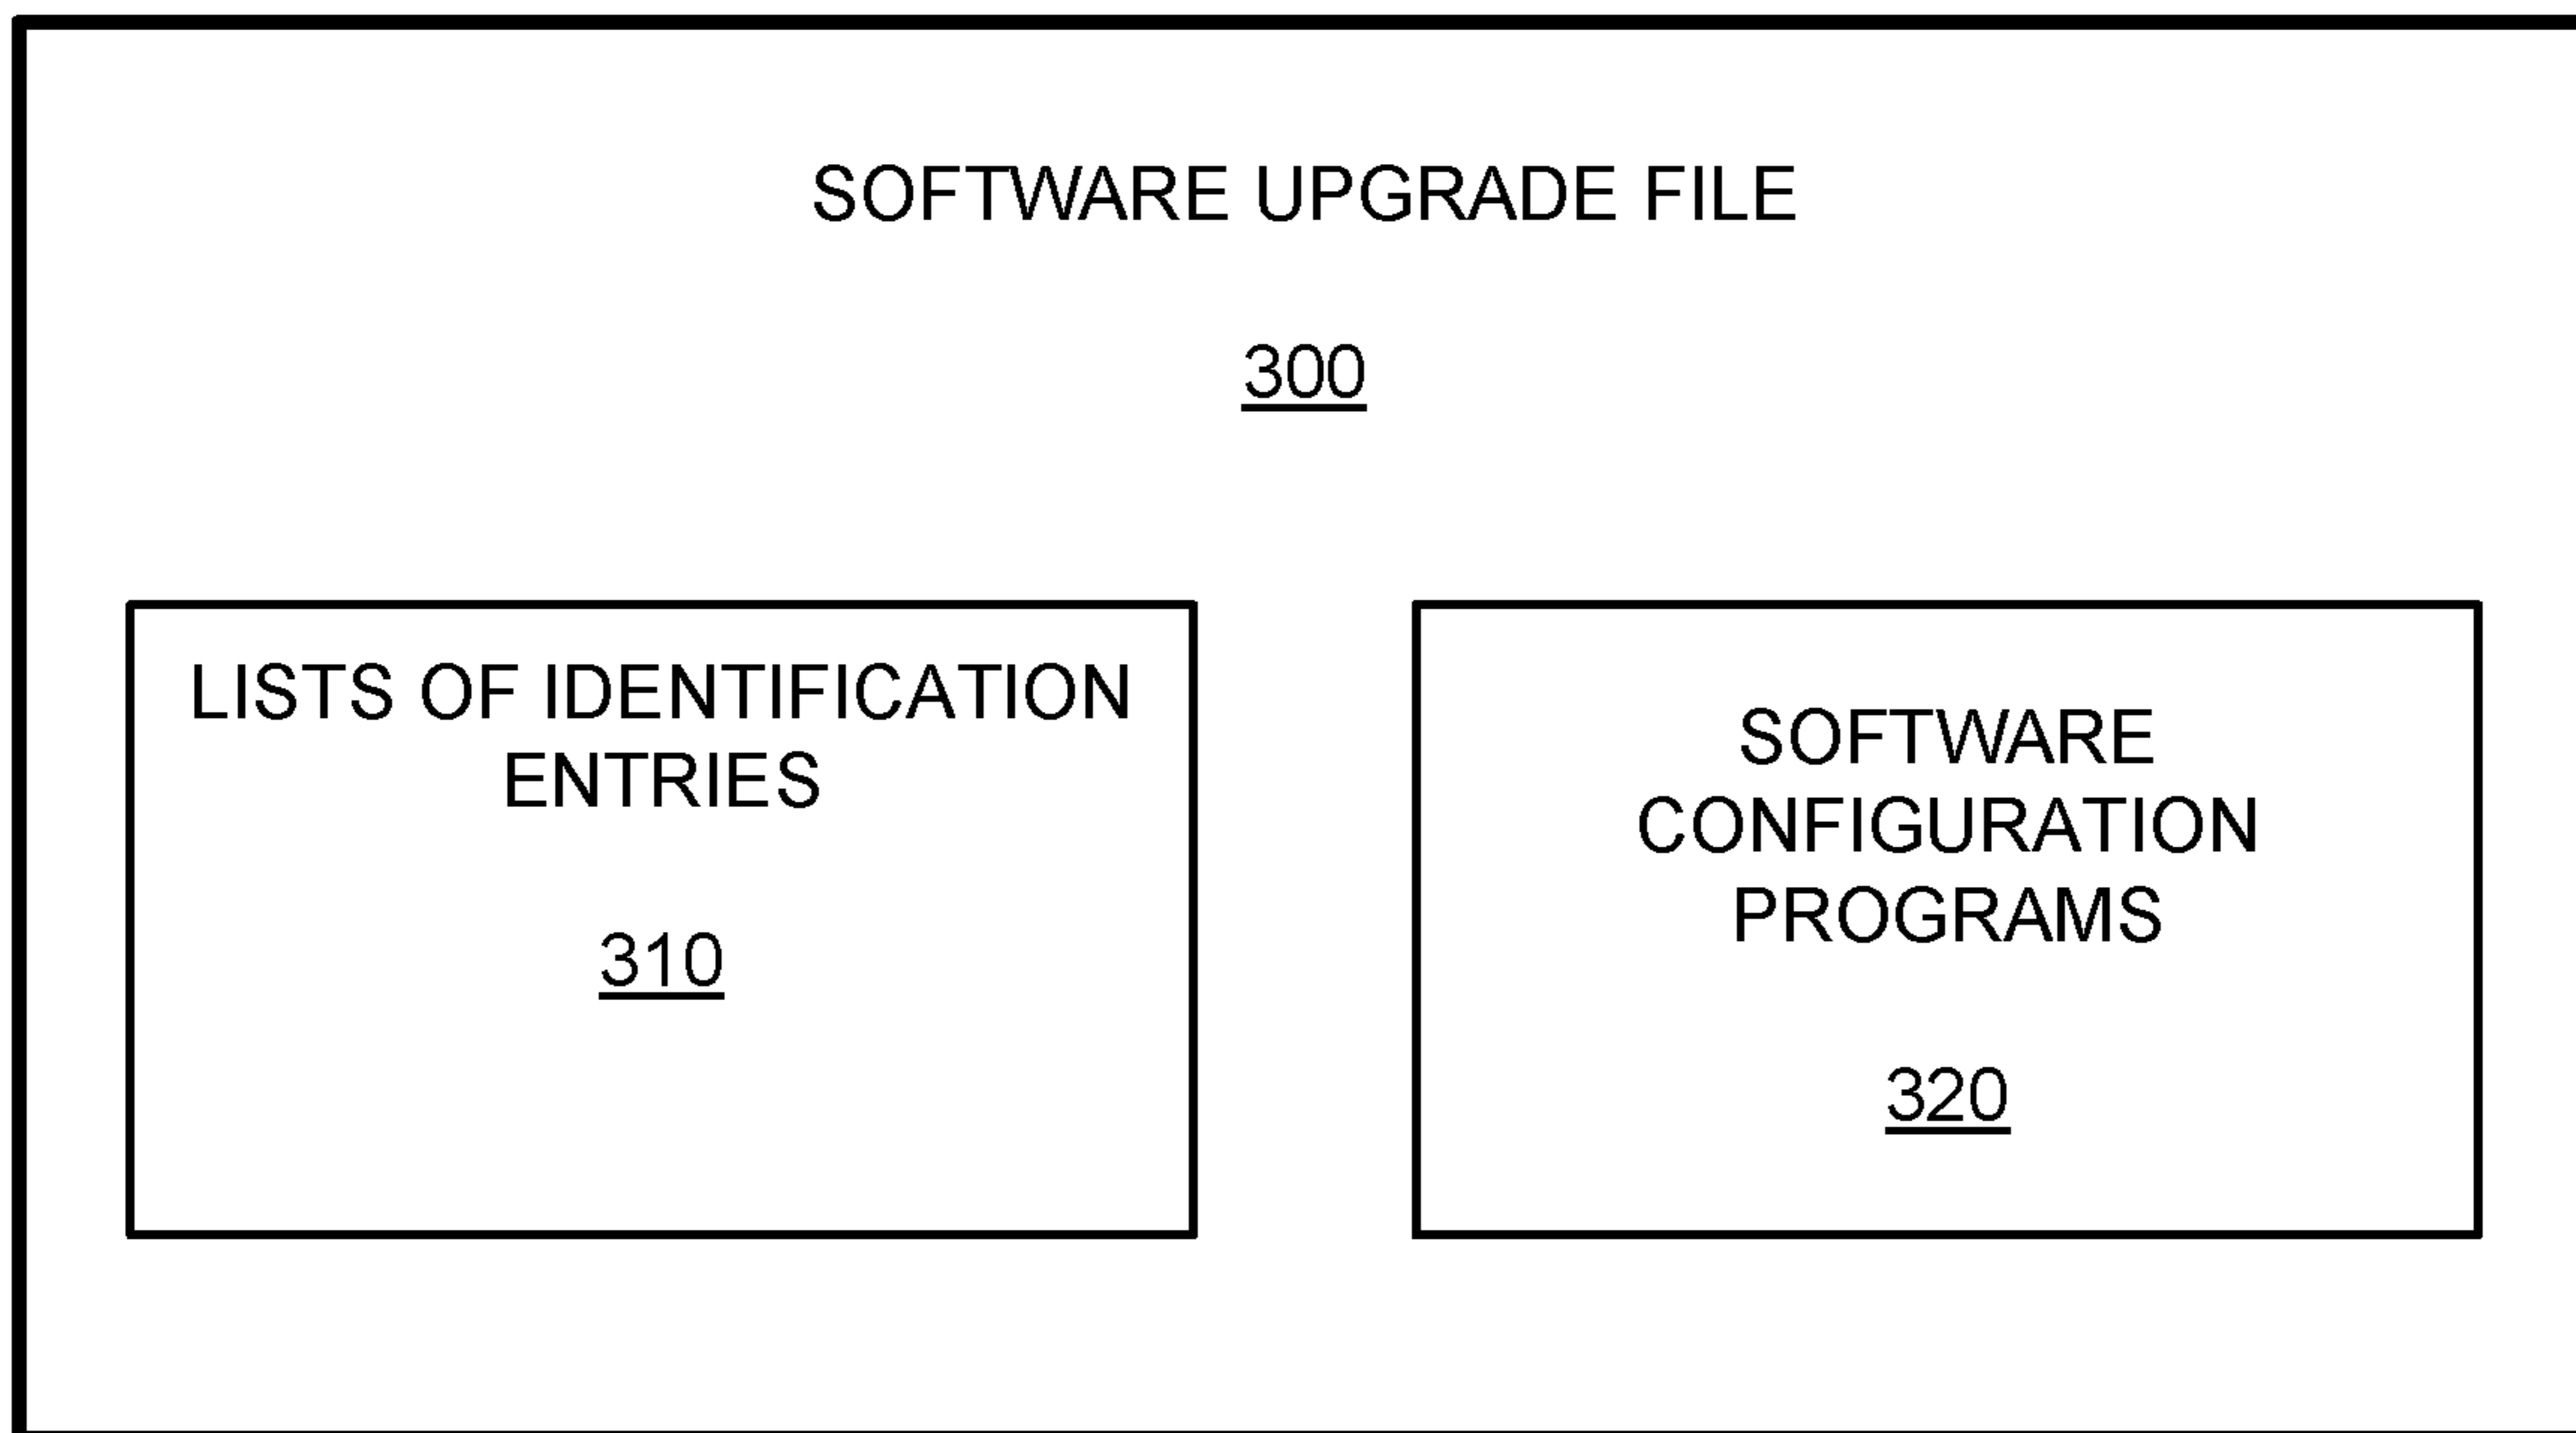 SOFTWARE UPGRADE FILE
300
LISTS OF IDENTIFICATION
ENTRIES
310
SOFTWARE
CONFIGURATION
PROGRAMS
320